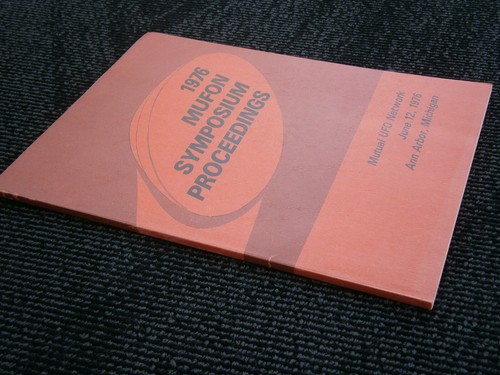 1976
MUFON
SYMPOSIUM
PROCEEDINGS
Mutual UFO Network
June 12, 1976
Ann Arbor, Michigan